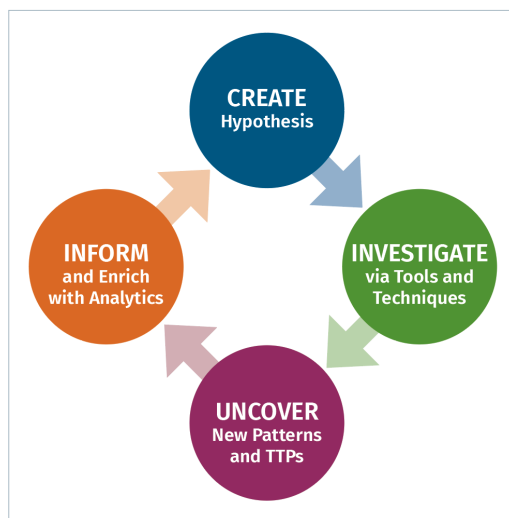 CREATE
Hypothesis
INVESTIGATE
via Tools and
Techniques
UNCOVER
New Patterns
and TTPs
INFORM
and Enrich
with Analytics